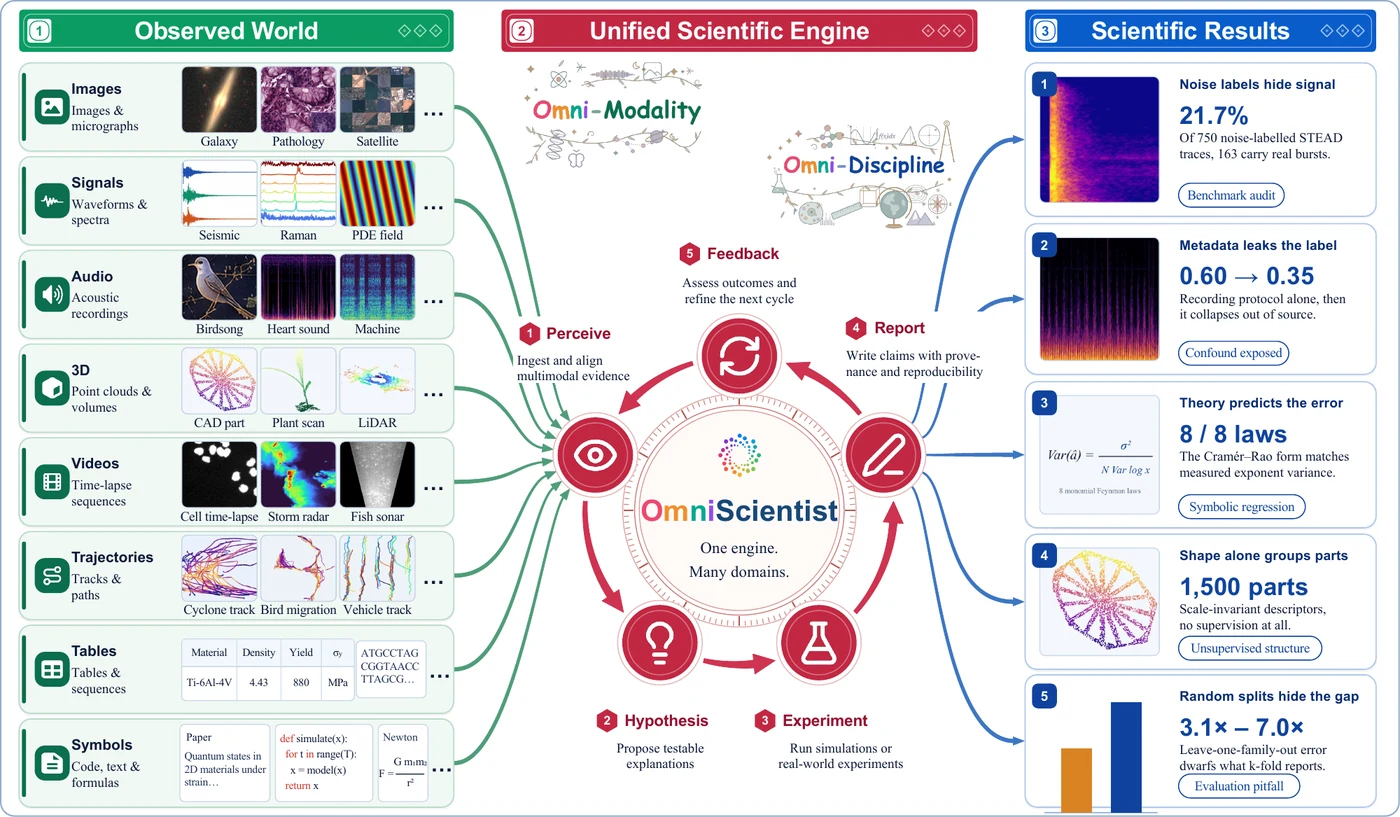 1
Observed World
Images
Images &
micrographs
Galaxy
Pathology
Satellite
...
Signals
Waveforms &
spectra
Seismic
Raman
PDE field
...
Audio
Acoustic
recordings
Birdsong
Heart sound
Machine
...
3D
Point clouds &
volumes
CAD part
Plant scan
LiDAR
...
Videos
Time-lapse
sequences
Cell time-lapse
Storm radar
Fish sonar
...
Trajectories
Tracks &
paths
Cyclone track
Bird migration
Vehicle track
...
Tables
Tables &
sequences
Material Density Yield σy
Ti-6Al-4V 4.43 880 MPa
ATGCCTAG
CGGTAACC
TTAGCG...
...
Symbols
Code, text &
formulas
Paper
Quantum states in
2D materials under
strain...
def simulate(x):
for t in range(T):
x = model(x)
return x
Newton
F = G m₁m₂ / r²
...
2
Unified Scientific Engine
Omni-Modality
Omni-Discipline
5 Feedback
Assess outcomes and
refine the next cycle
1 Perceive
Ingest and align
multimodal evidence
4 Report
Write claims with prove-
nance and reproducibility
OmniScientist
One engine.
Many domains.
2 Hypothesis
Propose testable
explanations
3 Experiment
Run simulations or
real-world experiments
3
Scientific Results
1
Noise labels hide signal
21.7%
Of 750 noise-labelled STEAD
traces, 163 carry real bursts.
Benchmark audit
2
Metadata leaks the label
0.60 → 0.35
Recording protocol alone, then
it collapses out of source.
Confound exposed
3
Var(â) = σ² / N Var log x
8 monomial Feynman laws
Theory predicts the error
8 / 8 laws
The Cramér–Rao form matches
measured exponent variance.
Symbolic regression
4
Shape alone groups parts
1,500 parts
Scale-invariant descriptors,
no supervision at all.
Unsupervised structure
5
Random splits hide the gap
3.1× – 7.0×
Leave-one-family-out error
dwarfs what k-fold reports.
Evaluation pitfall